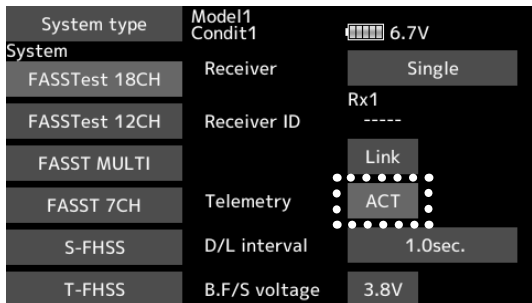 System type
Model1
Condit1
6.7V
System
FASSTest 18CH
Receiver
Single
Rx1
FASSTest 12CH
Receiver ID
-----
FASST MULTI
Link
FASST 7CH
Telemetry
ACT
S-FHSS
D/L interval
1.0sec.
T-FHSS
B.F/S voltage
3.8V